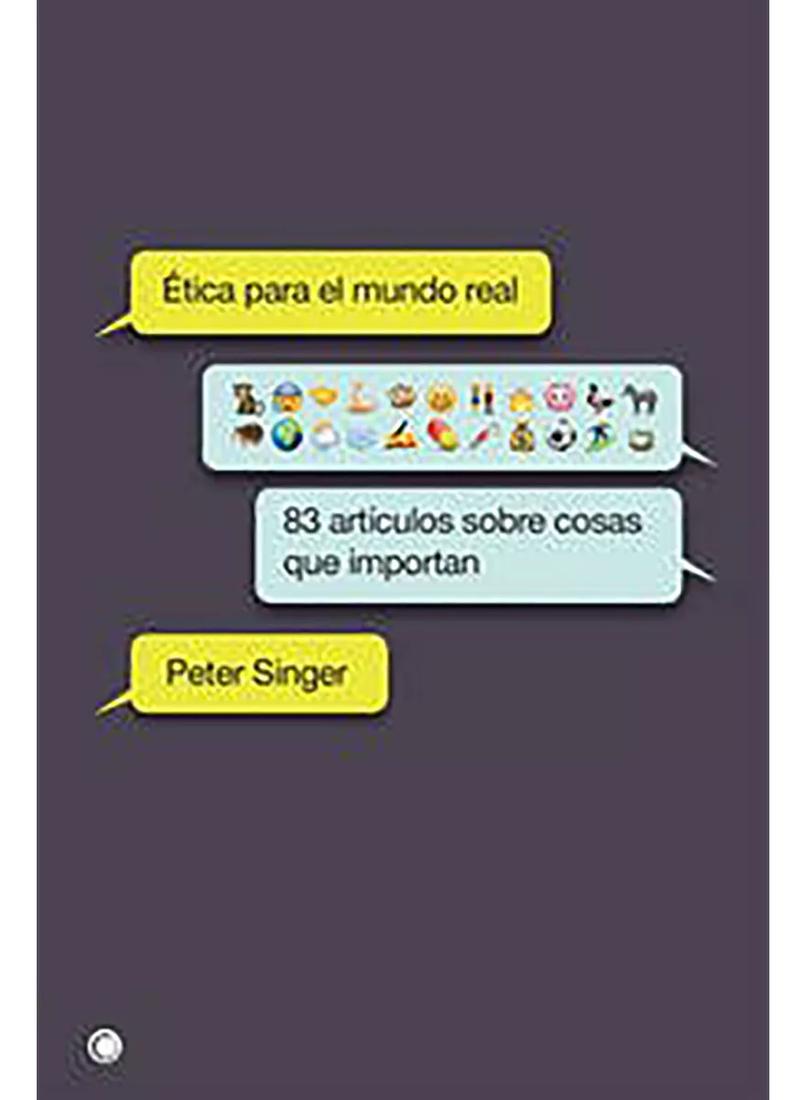 Ética para el mundo real
83 artículos sobre cosas
que importan
Peter Singer